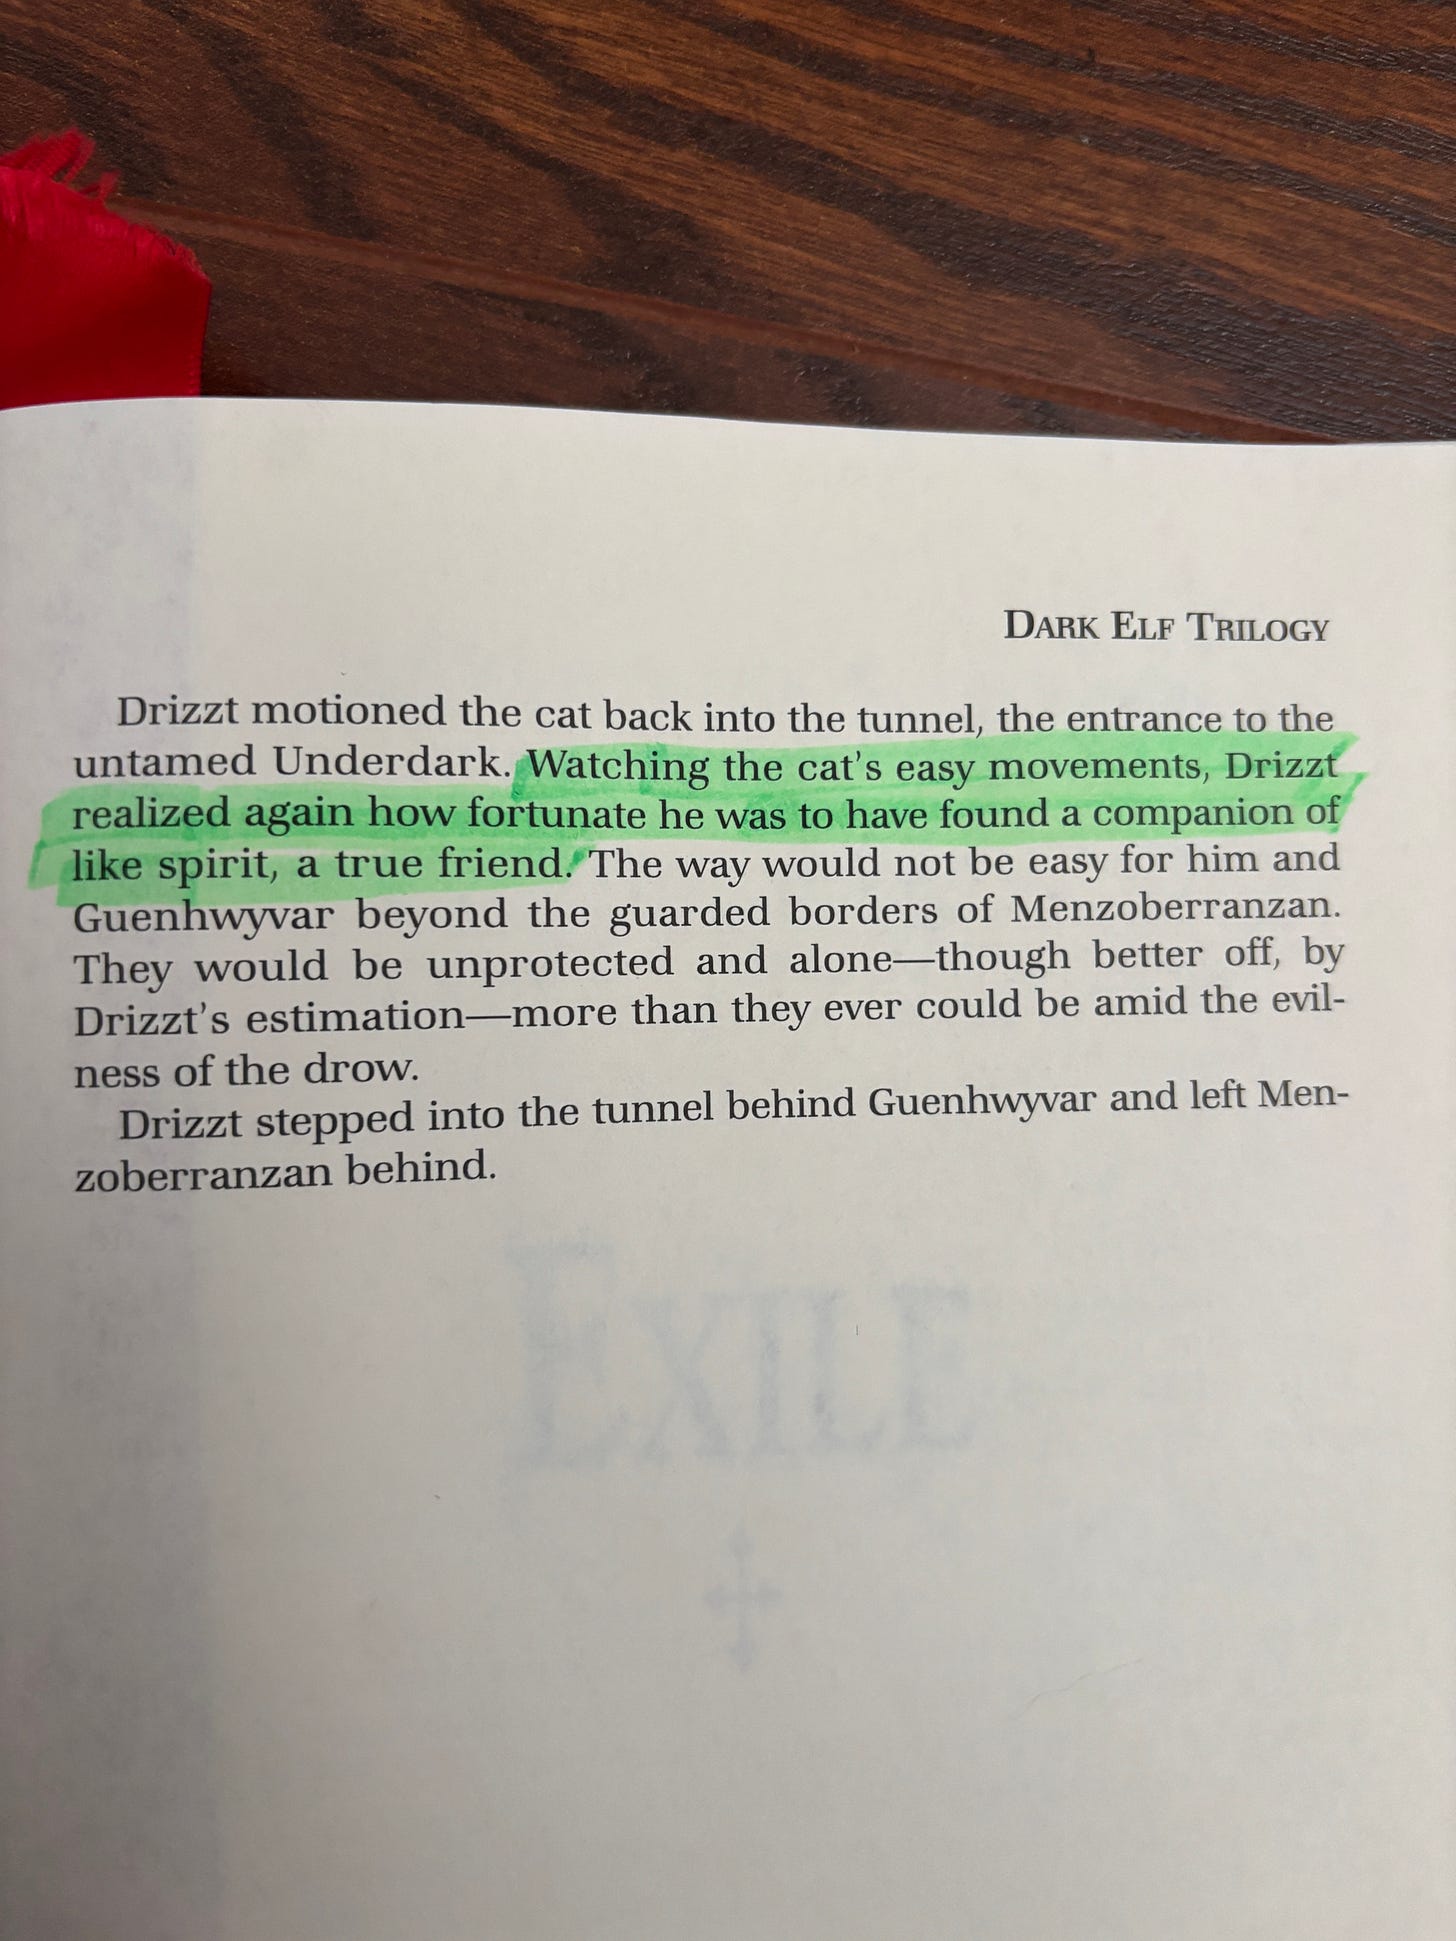 DARK ELF TRILOGY
Drizzt motioned the cat back into the tunnel, the entrance to the
untamed Underdark. Watching the cat's easy movements, Drizzt
realized again how fortunate he was to have found a companion of
like spirit, a true friend. The way would not be easy for him and
Guenhwyvar beyond the guarded borders of Menzoberranzan.
They would be unprotected and alone—though better off, by
Drizzt's estimation—more than they ever could be amid the evil-
ness of the drow.
Drizzt stepped into the tunnel behind Guenhwyvar and left Men-
zoberranzan behind.
EXILE